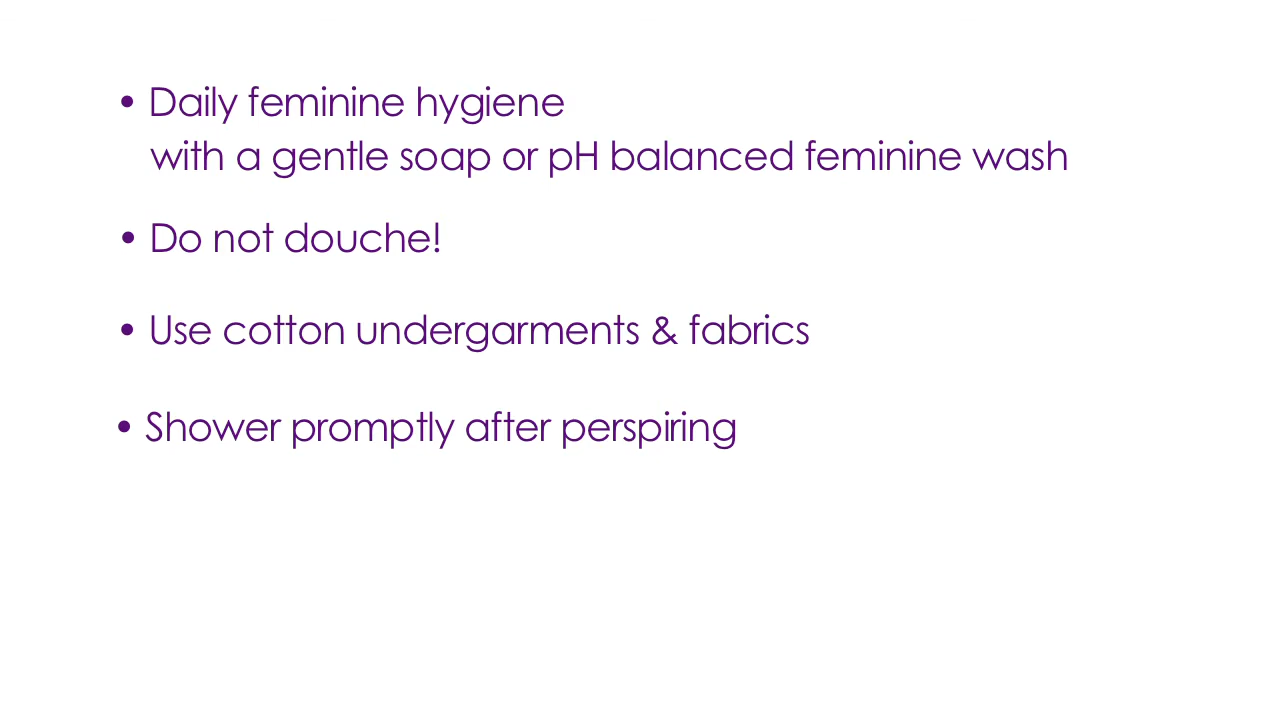 • Daily feminine hygiene
with a gentle soap or pH balanced feminine wash
• Do not douche!
• Use cotton undergarments & fabrics
• Shower promptly after perspiring